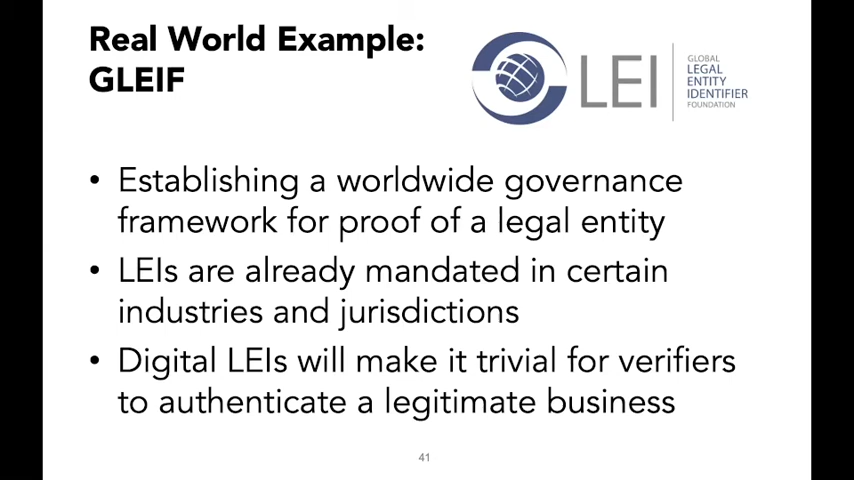 Real World Example:
GLEIF
LEI
GLOBAL
LEGAL
ENTITY
IDENTIFIER
FOUNDATION
• Establishing a worldwide governance
framework for proof of a legal entity
• LEIs are already mandated in certain
industries and jurisdictions
• Digital LEIs will make it trivial for verifiers
to authenticate a legitimate business
41